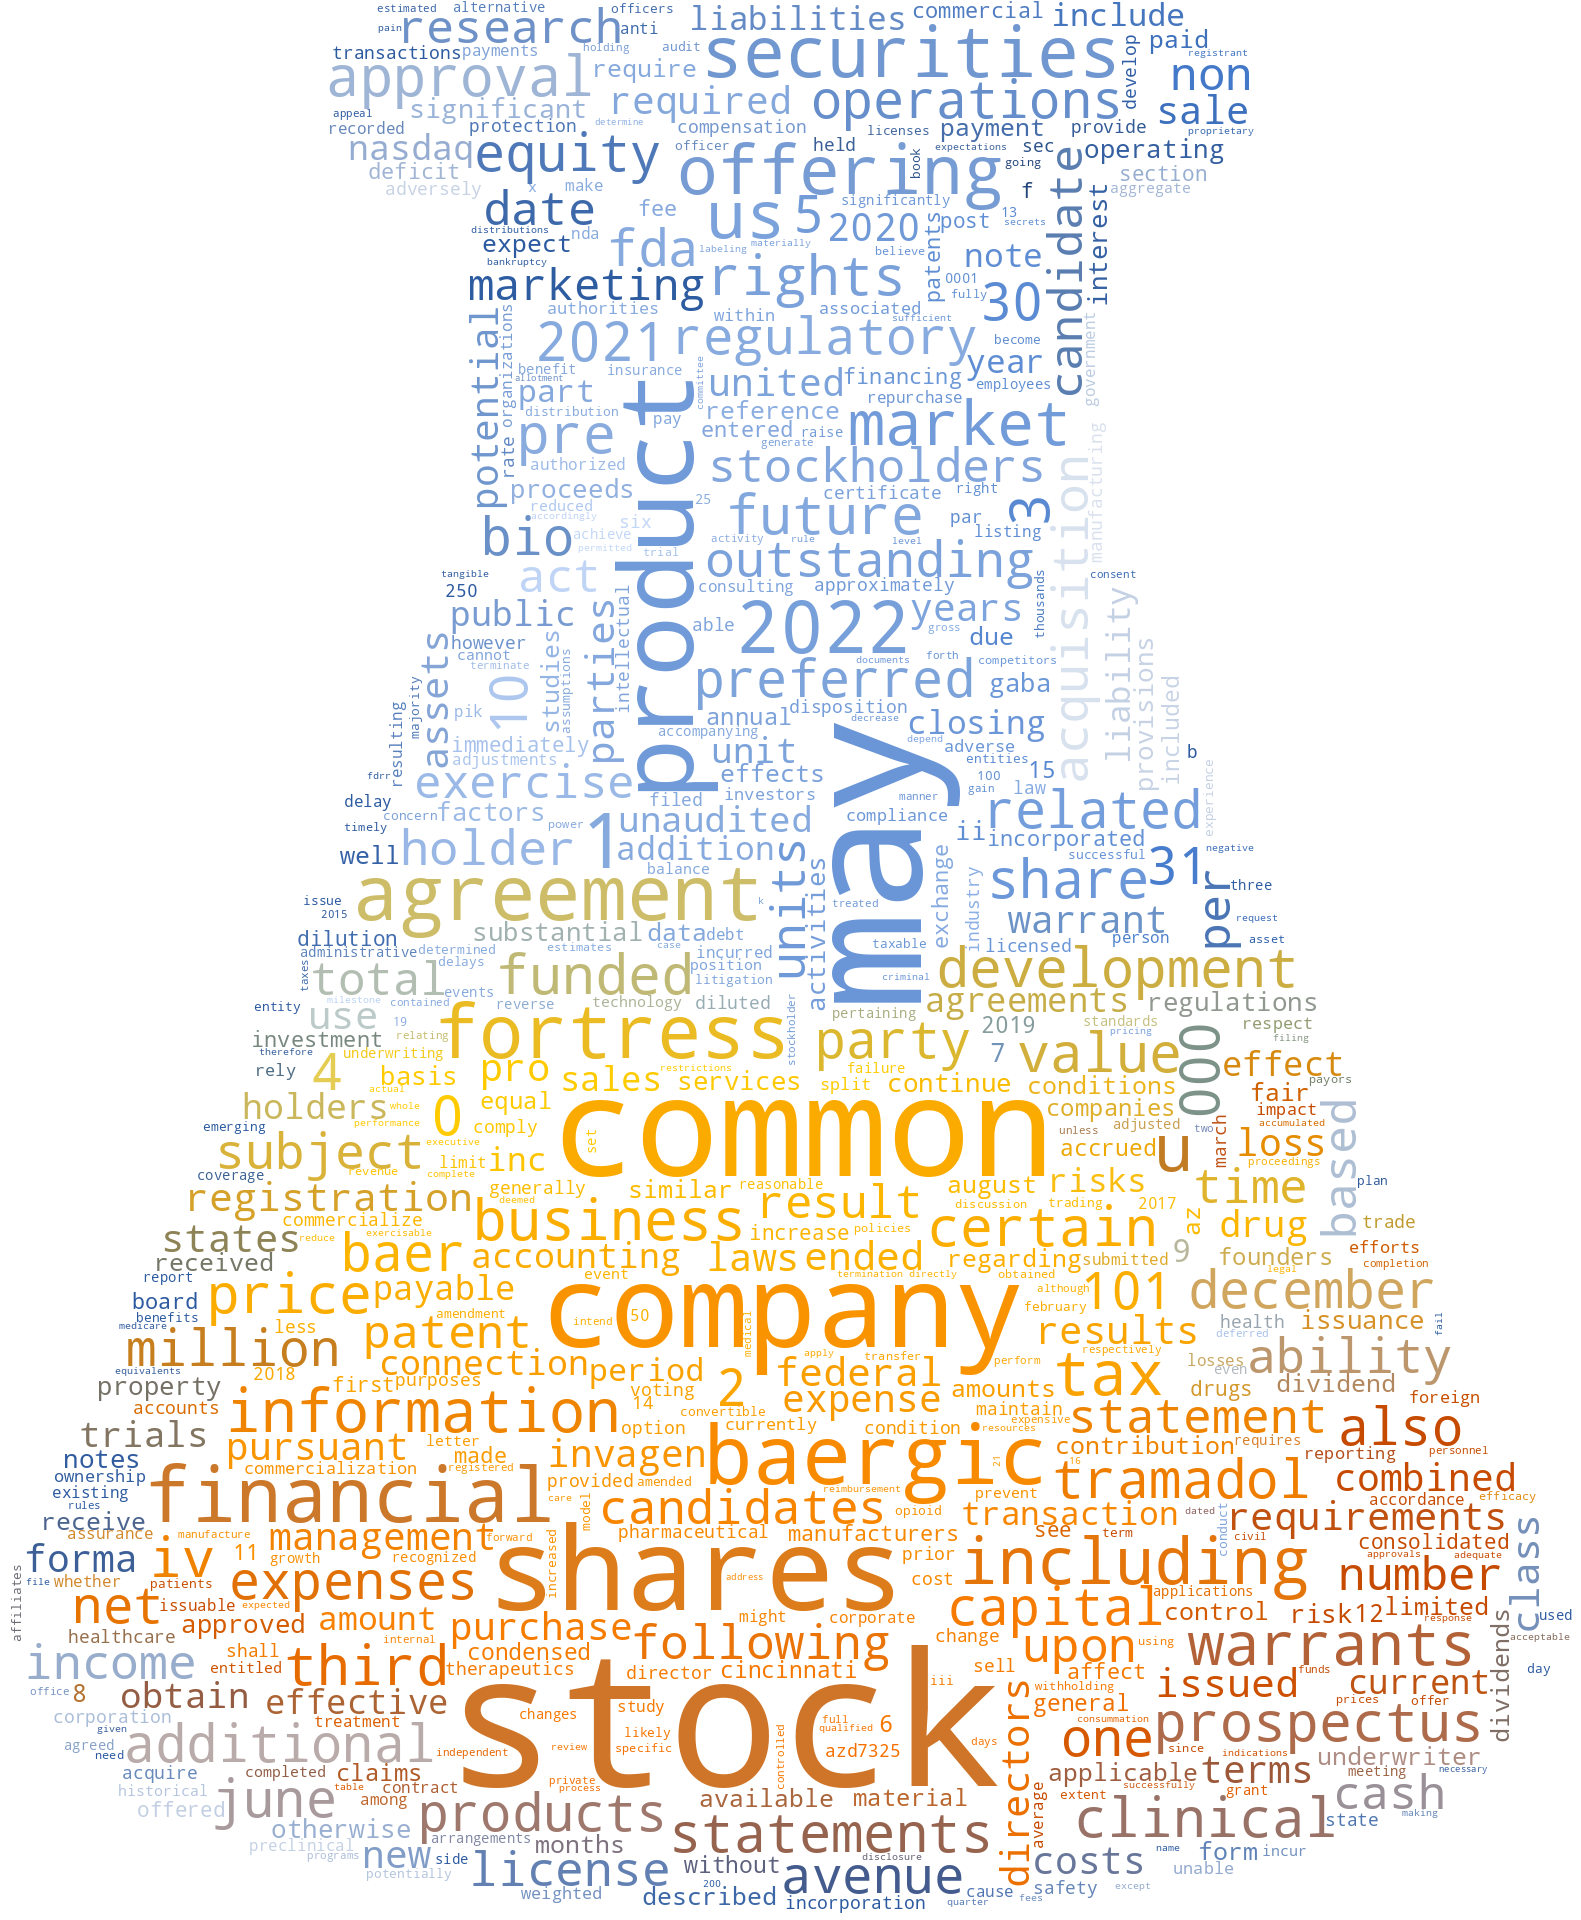 estimated alternative officers liabilities commercial include
pain research anti
transactions payments holding audit securities develop paid registrant
approval require non
significant required operations sale
appeal recorded protection determine compensation licenses payment provide proprietary
nasdaq equity officer held expectations sec operating
deficit offering book going section
adversely x make f candidate interest aggregate
date fee us 5 significantly 2020 patents post 13 secrets
distributions nda expect fda labeling materially believe note
bankruptcy marketing rights 0001 fully 30
potential organizations authorities within associated sufficient
2021 regulatory become government
benefit insurance committee united financing year
allotment part reference repurchase employees
distribution pay product entered raise market
rate pre generate manufacturing
authorized stockholders acquisition
proceeds 25 certificate right 3
reduced accordingly six future par listing
bio achieve permitted trial activity rule level
act outstanding consent
tangible 250 consulting approximately thousands
public parties intellectual able 2022 years gross due liability
however studies assumptions documents forth competitors provisions
assets cannot terminate preferred gaba included
majority resulting pik 10 annual disposition decrease closing
immediately accompanying unit may depend adverse b
adjustments effects entities 15
fdrr exercise filed investors manner 100 gain law experience
delay concern factors power unaudited compliance related
timely holder 1 addition ii incorporated negative
well balance units activities exchange industry successful 31 three
issue agreement k treated share per
2015 substantial data debt warrant request
dilution determined estimates case incurred taxable licensed person asset
administrative delays position criminal development
taxes total funded litigation
entity milestone contained events reverse technology diluted stockholder pertaining agreements regulations
use 19 relating fortress party 2019 standards pricing respect
investment value 000 filing
therefore underwriting restrictions failure 7 effect
rely 4 basis pro sales services split continue conditions payors
actual whole equal common companies fair
holders performance 0 comply set unless adjusted two impact
emerging executive accrued u march accumulated
subject limit inc loss based
coverage revenue complete reasonable august risks proceedings
registration generally deemed similar result discussion trading 2017 time plan
commercialize exercisable business increase policies certain az drug trade
states reduce baer accounting laws ended regarding submitted 9 founders efforts
received event termination directly obtained legal completion
report price payable company although 101 december
board amendment february
benefits less intend 50 medical health issuance
medicare million patent results deferred fail
equivalents connection apply transfer perform respectively losses
property 2018 first purposes period federal even ability
accounts voting 2 expense amounts tax drugs dividend
information 14 convertible maintain foreign
trials option currently condition expensive resources statement also
pursuant letter made invagen baergic contribution requires reporting personnel
notes commercialization registered provided amended 21 16
ownership care reimbursement prevent tramadol combined
existing financial model candidates opioid transaction dated accordance efficacy
rules
receive requirements
assurance manufacture management forward pharmaceutical manufacturers see term conduct civil consolidated class
forma iv 11 growth recognized increased shares prior approvals adequate
file whether patients expenses address cost including number
affiliates expected applications
net issuable might corporate capital control risk 12 limited response used
approved amount purchase acceptable
healthcare internal condensed following change upon using dividends
shall warrants
income entitled third therapeutics director cincinnati sell affect funds day
office 8 iii withholding issued current
obtain effective changes study stock directors general prices offer
corporation treatment full qualified 6 consummation
given likely one prospectus
agreed need additional independent review specific controlled azd7325 days since indications underwriter
acquire completed claims private applicable terms meeting necessary
historical table contract process successfully grant
offered june among available material average extent cash
products clinical making
otherwise arrangements statements state
preclinical months
programs new side without disclosure costs name form incur
potentially license 200 avenue unable
weighted described incorporation cause quarter fees safety except